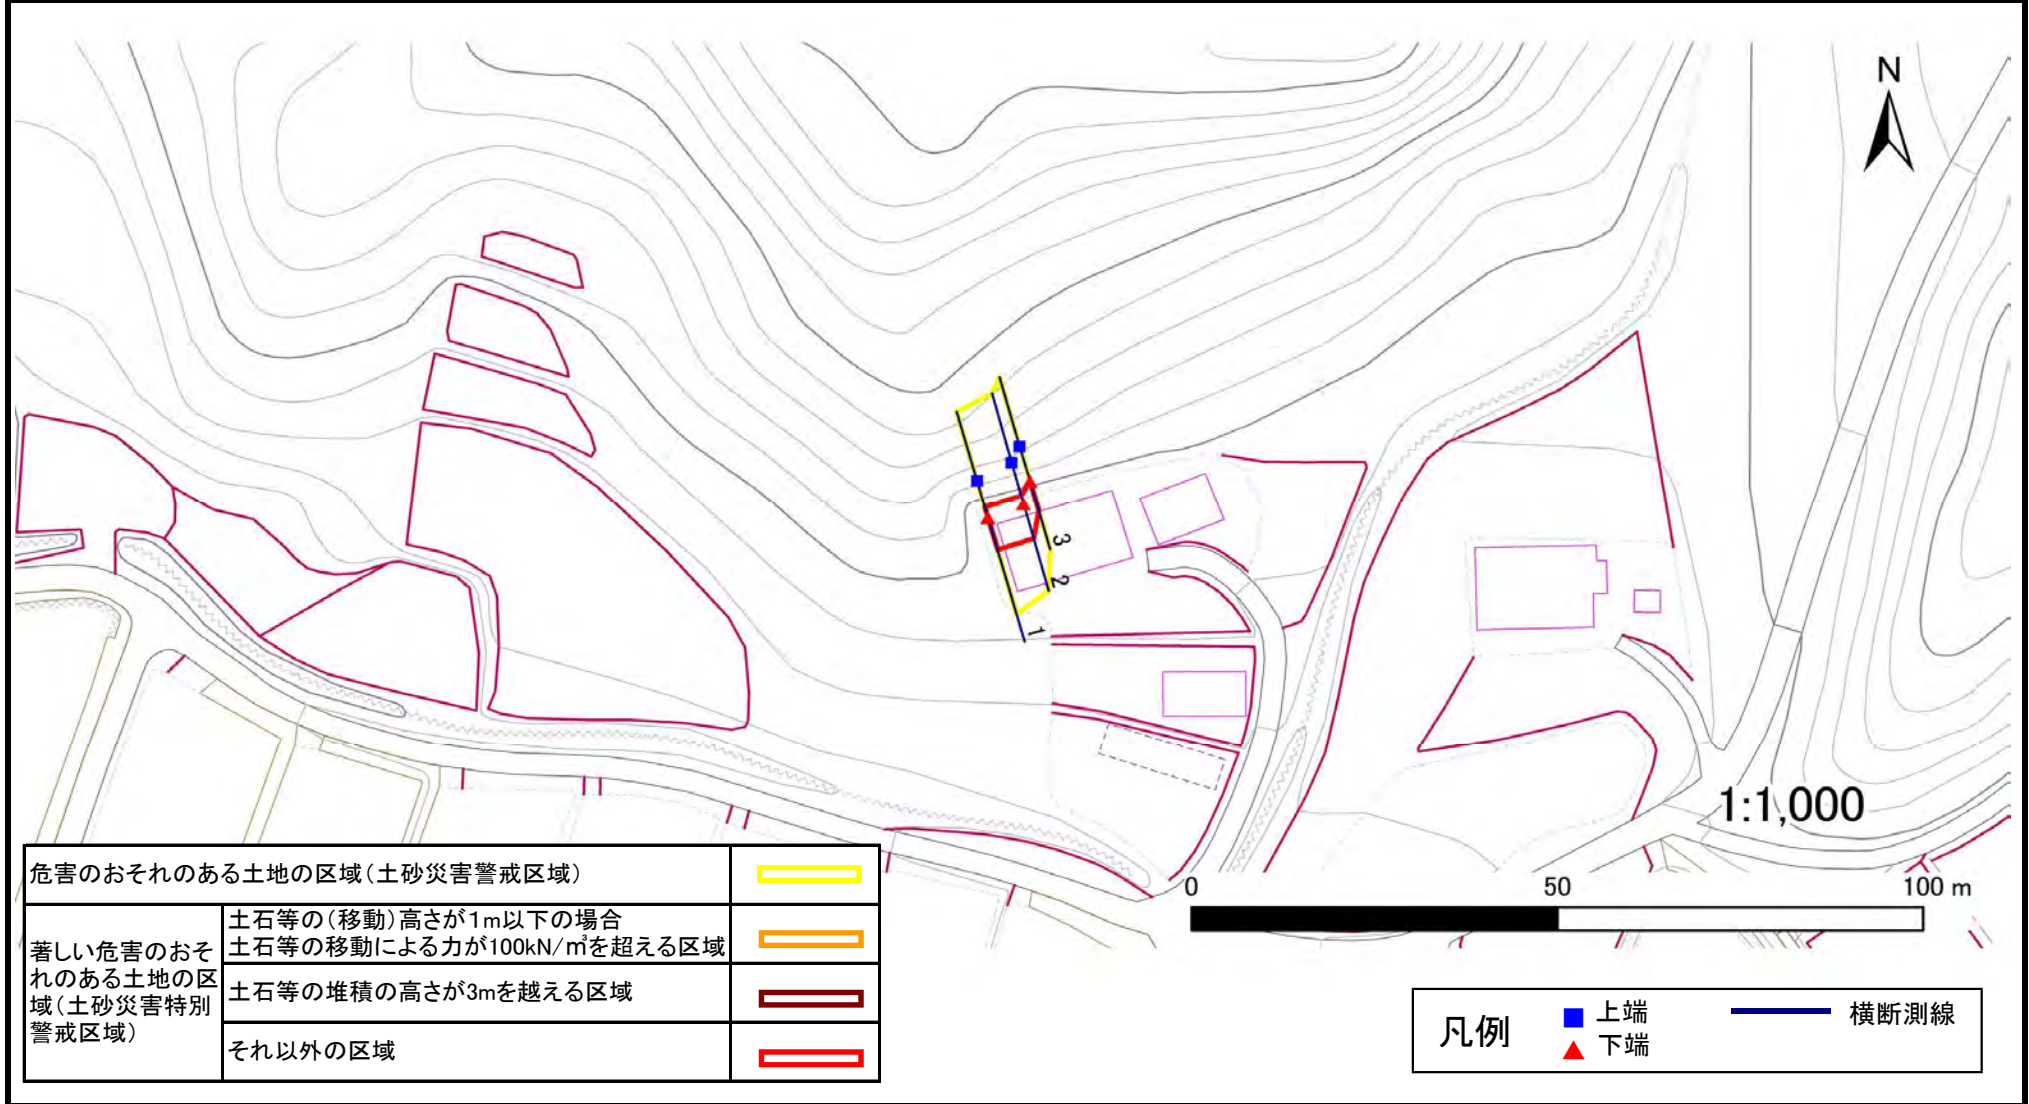 N
3
2
1
1:1,000
0 50 100 m
危害のおそれのある土地の区域(土砂災害警戒区域)
著しい危害のおそ
れのある土地の区
域(土砂災害特別
警戒区域)
土石等の(移動)高さが1m以下の場合
土石等の移動による力が100kN/㎡を超える区域
土石等の堆積の高さが3mを越える区域
それ以外の区域
凡例
上端
下端
横断測線